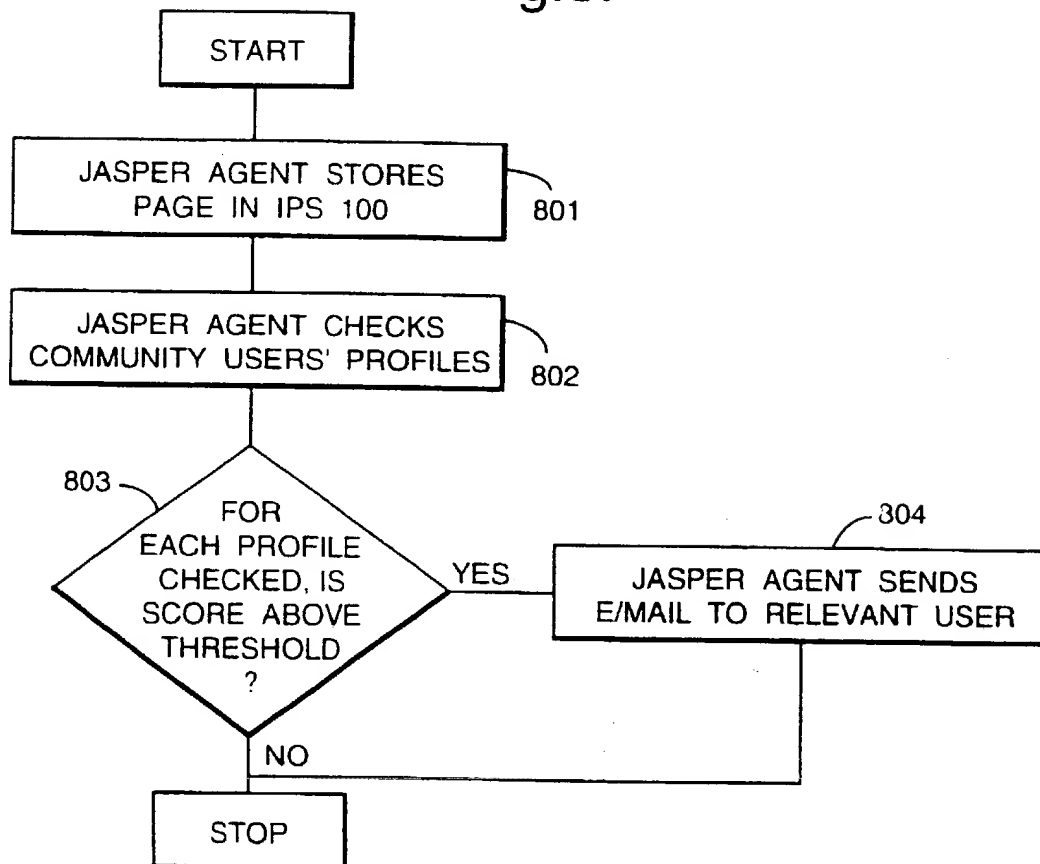 START
JASPER AGENT STORES
PAGE IN IPS 100
801
JASPER AGENT CHECKS
COMMUNITY USERS' PROFILES
802
803
FOR
EACH PROFILE
CHECKED, IS
SCORE ABOVE
THRESHOLD
?
YES
804
JASPER AGENT SENDS
E/MAIL TO RELEVANT USER
NO
STOP